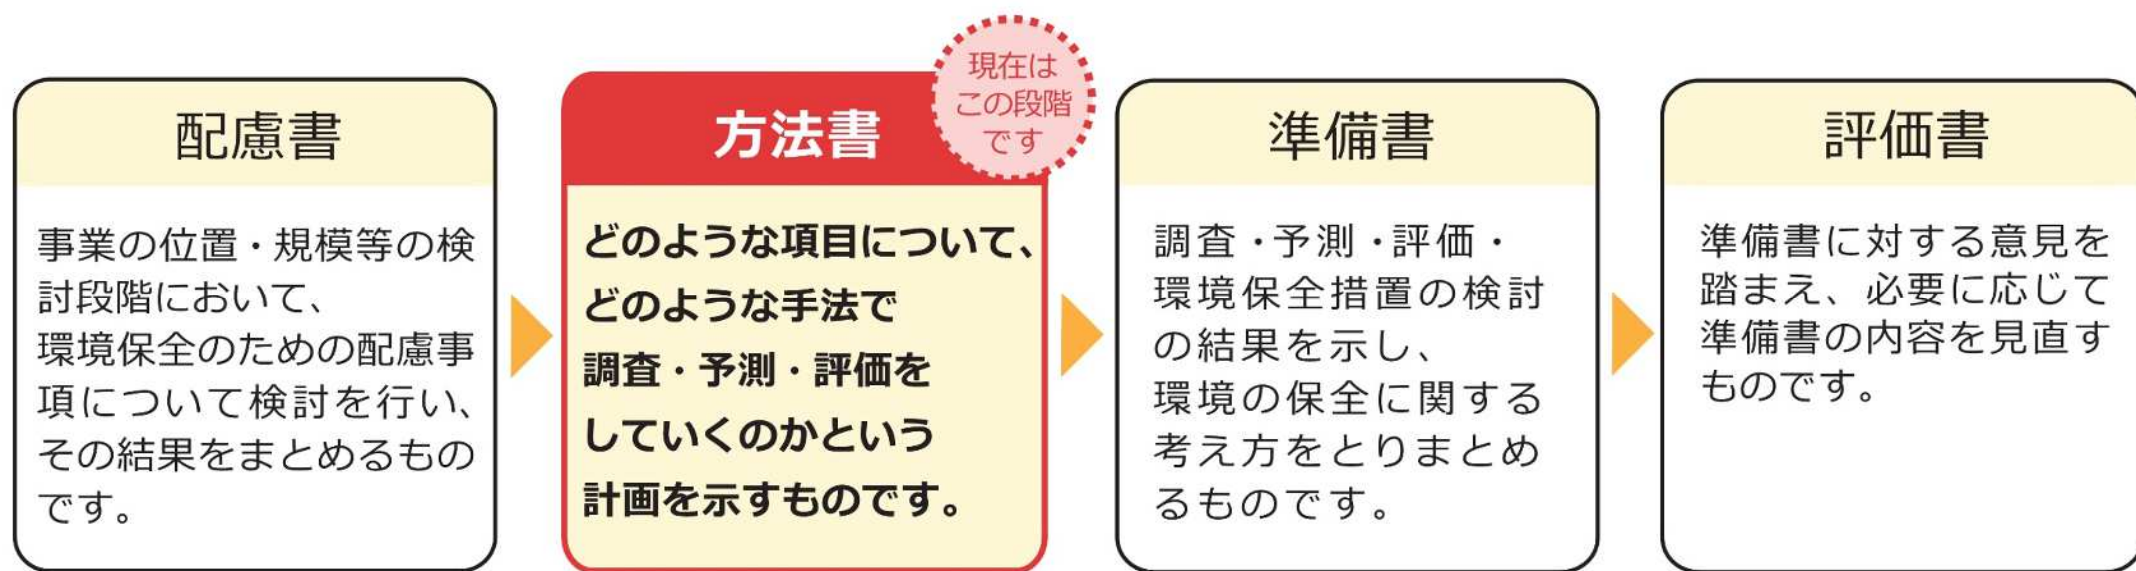 配慮書
事業の位置・規模等の検
討段階において、
環境保全のための配慮事
項について検討を行い、
その結果をまとめるもの
です。
方法書
現在は
この段階
です
どのような項目について、
どのような手法で
調査・予測・評価を
していくのかという
計画を示すものです。
準備書
調査・予測・評価・
環境保全措置の検討
の結果を示し、
環境の保全に関する
考え方をとりまとめ
るものです。
評価書
準備書に対する意見を
踏まえ、必要に応じて
準備書の内容を見直す
ものです。